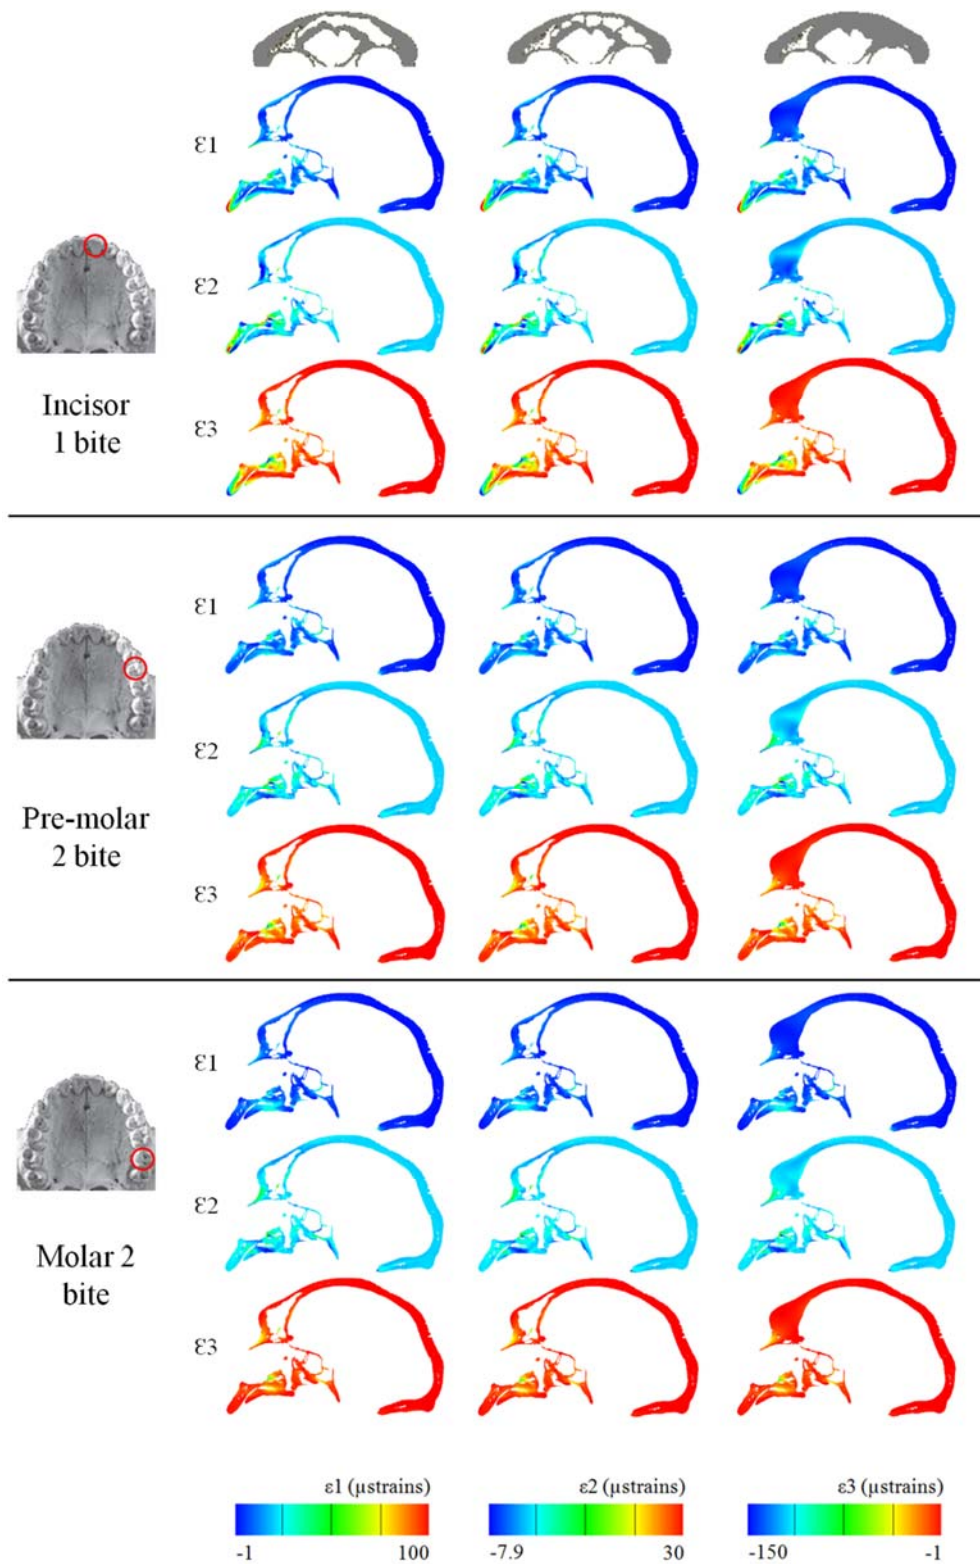 ε1
ε2
ε3
Incisor
1 bite
ε1
ε2
ε3
Pre-molar
2 bite
ε1
ε2
ε3
Molar 2
bite
ε1 (µstrains)
-1 100
ε2 (µstrains)
-7.9 30
ε3 (µstrains)
-150 -1